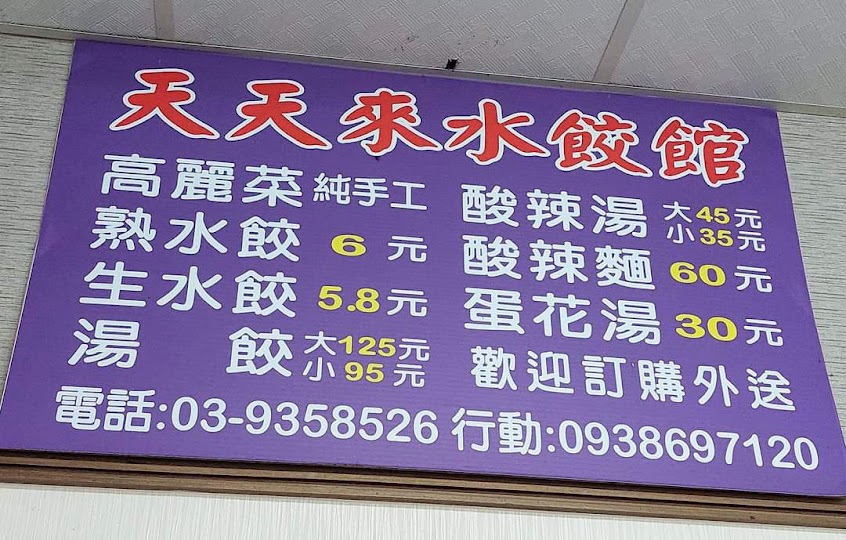 天天來水餃館
高麗菜 純手工
熟水餃 6元
生水餃 5.8元
湯餃 大125元
小95元
酸辣湯 大45元
小35元
酸辣麵 60元
蛋花湯 30元
歡迎訂購外送
電話:03-9358526 行動:0938697120